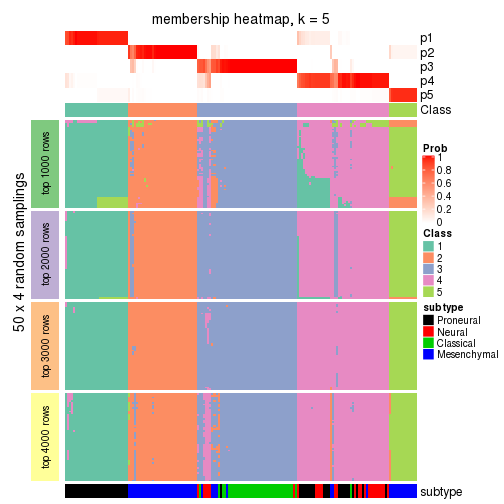 membership heatmap, k = 5
p1
p2
p3
p4
p5
Class
50 x 4 random samplings
top 1000 rows
top 2000 rows
top 3000 rows
top 4000 rows
Prob
1
0.8
0.6
0.4
0.2
0
Class
1
2
3
4
5
subtype
Proneural
Neural
Classical
Mesenchymal
subtype